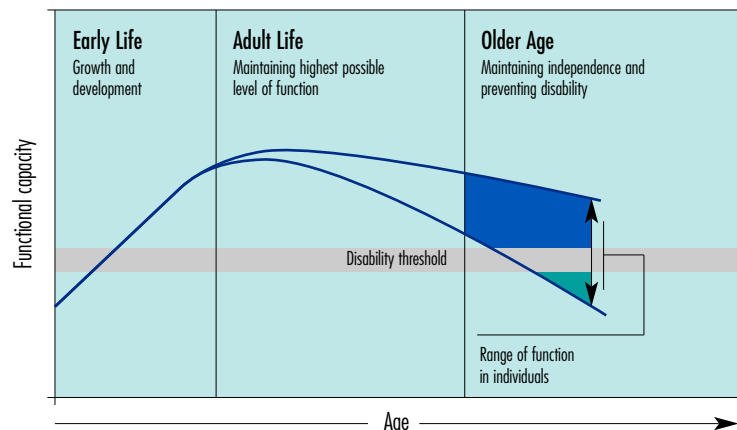 Early Life
Growth and
development
Adult Life
Maintaining highest possible
level of function
Older Age
Maintaining independence and
preventing disability
Functional capacity
Disability threshold
Range of function
in individuals
Age